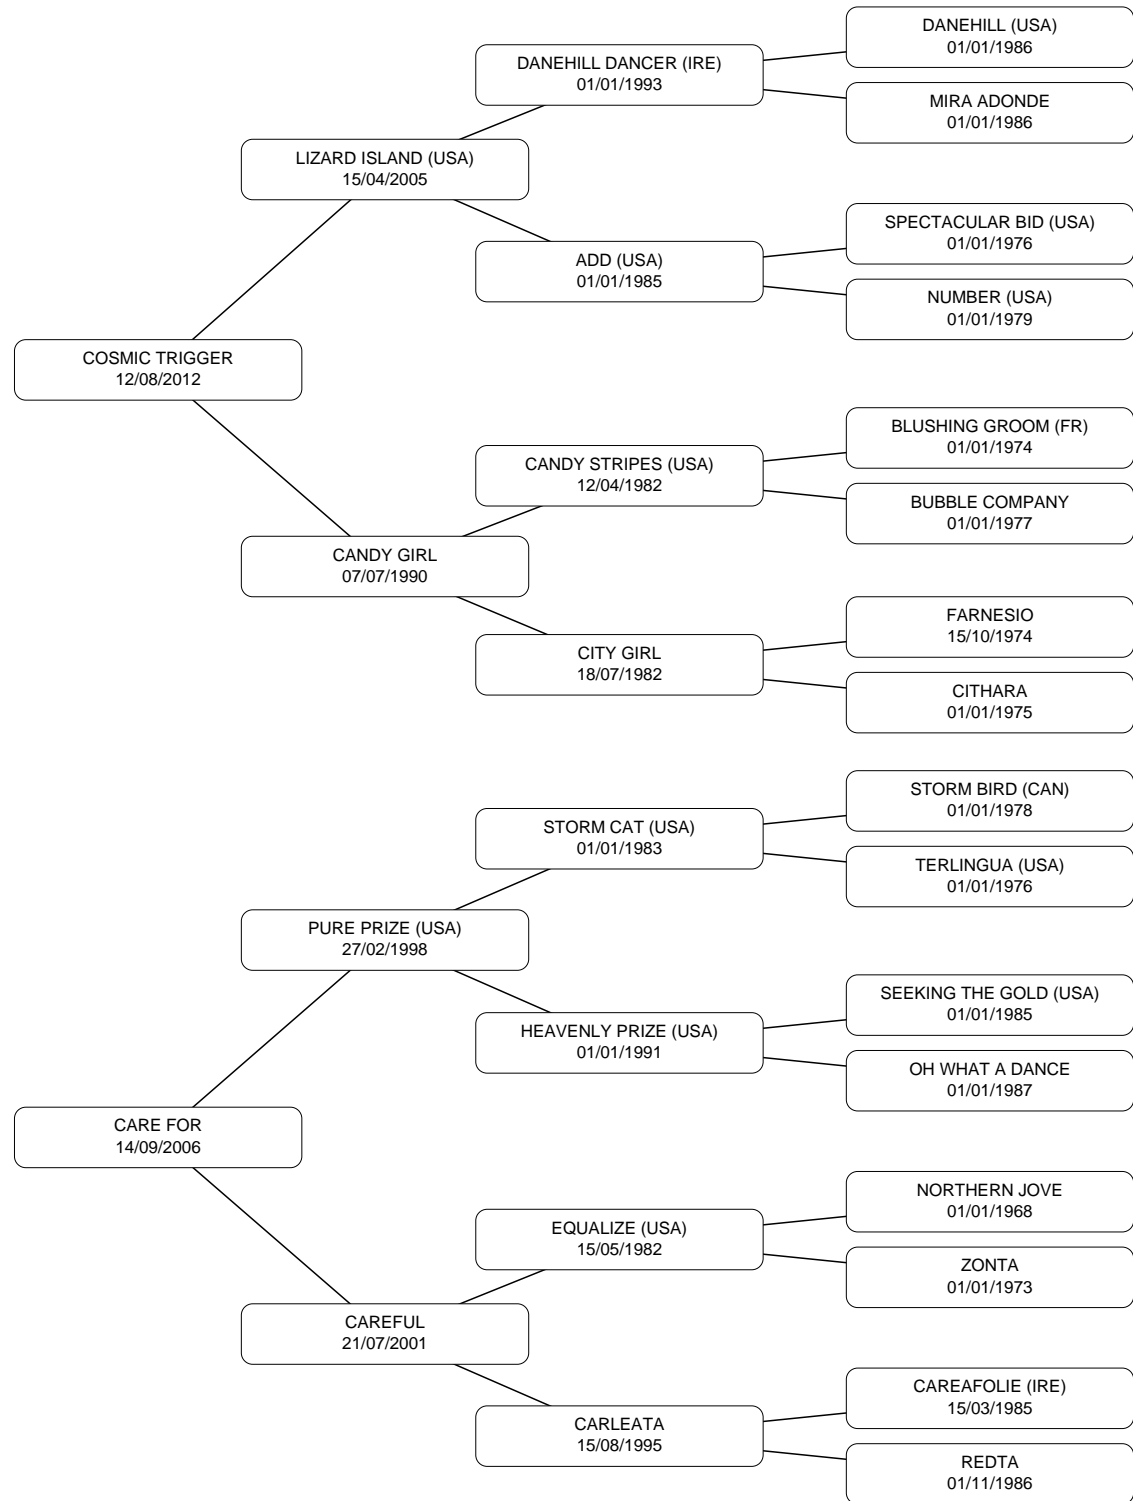 DANEHILL (USA)
01/01/1986
DANEHILL DANCER (IRE)
01/01/1993
MIRA ADONDE
01/01/1986
LIZARD ISLAND (USA)
15/04/2005
SPECTACULAR BID (USA)
01/01/1976
ADD (USA)
01/01/1985
NUMBER (USA)
01/01/1979
COSMIC TRIGGER
12/08/2012
BLUSHING GROOM (FR)
01/01/1974
CANDY STRIPES (USA)
12/04/1982
BUBBLE COMPANY
01/01/1977
CANDY GIRL
07/07/1990
FARNESIO
15/10/1974
CITY GIRL
18/07/1982
CITHARA
01/01/1975
STORM BIRD (CAN)
01/01/1978
STORM CAT (USA)
01/01/1983
TERLINGUA (USA)
01/01/1976
PURE PRIZE (USA)
27/02/1998
SEEKING THE GOLD (USA)
01/01/1985
HEAVENLY PRIZE (USA)
01/01/1991
OH WHAT A DANCE
01/01/1987
CARE FOR
14/09/2006
NORTHERN JOVE
01/01/1968
EQUALIZE (USA)
15/05/1982
ZONTA
01/01/1973
CAREFUL
21/07/2001
CAREAFOLIE (IRE)
15/03/1985
CARLEATA
15/08/1995
REDTA
01/11/1986